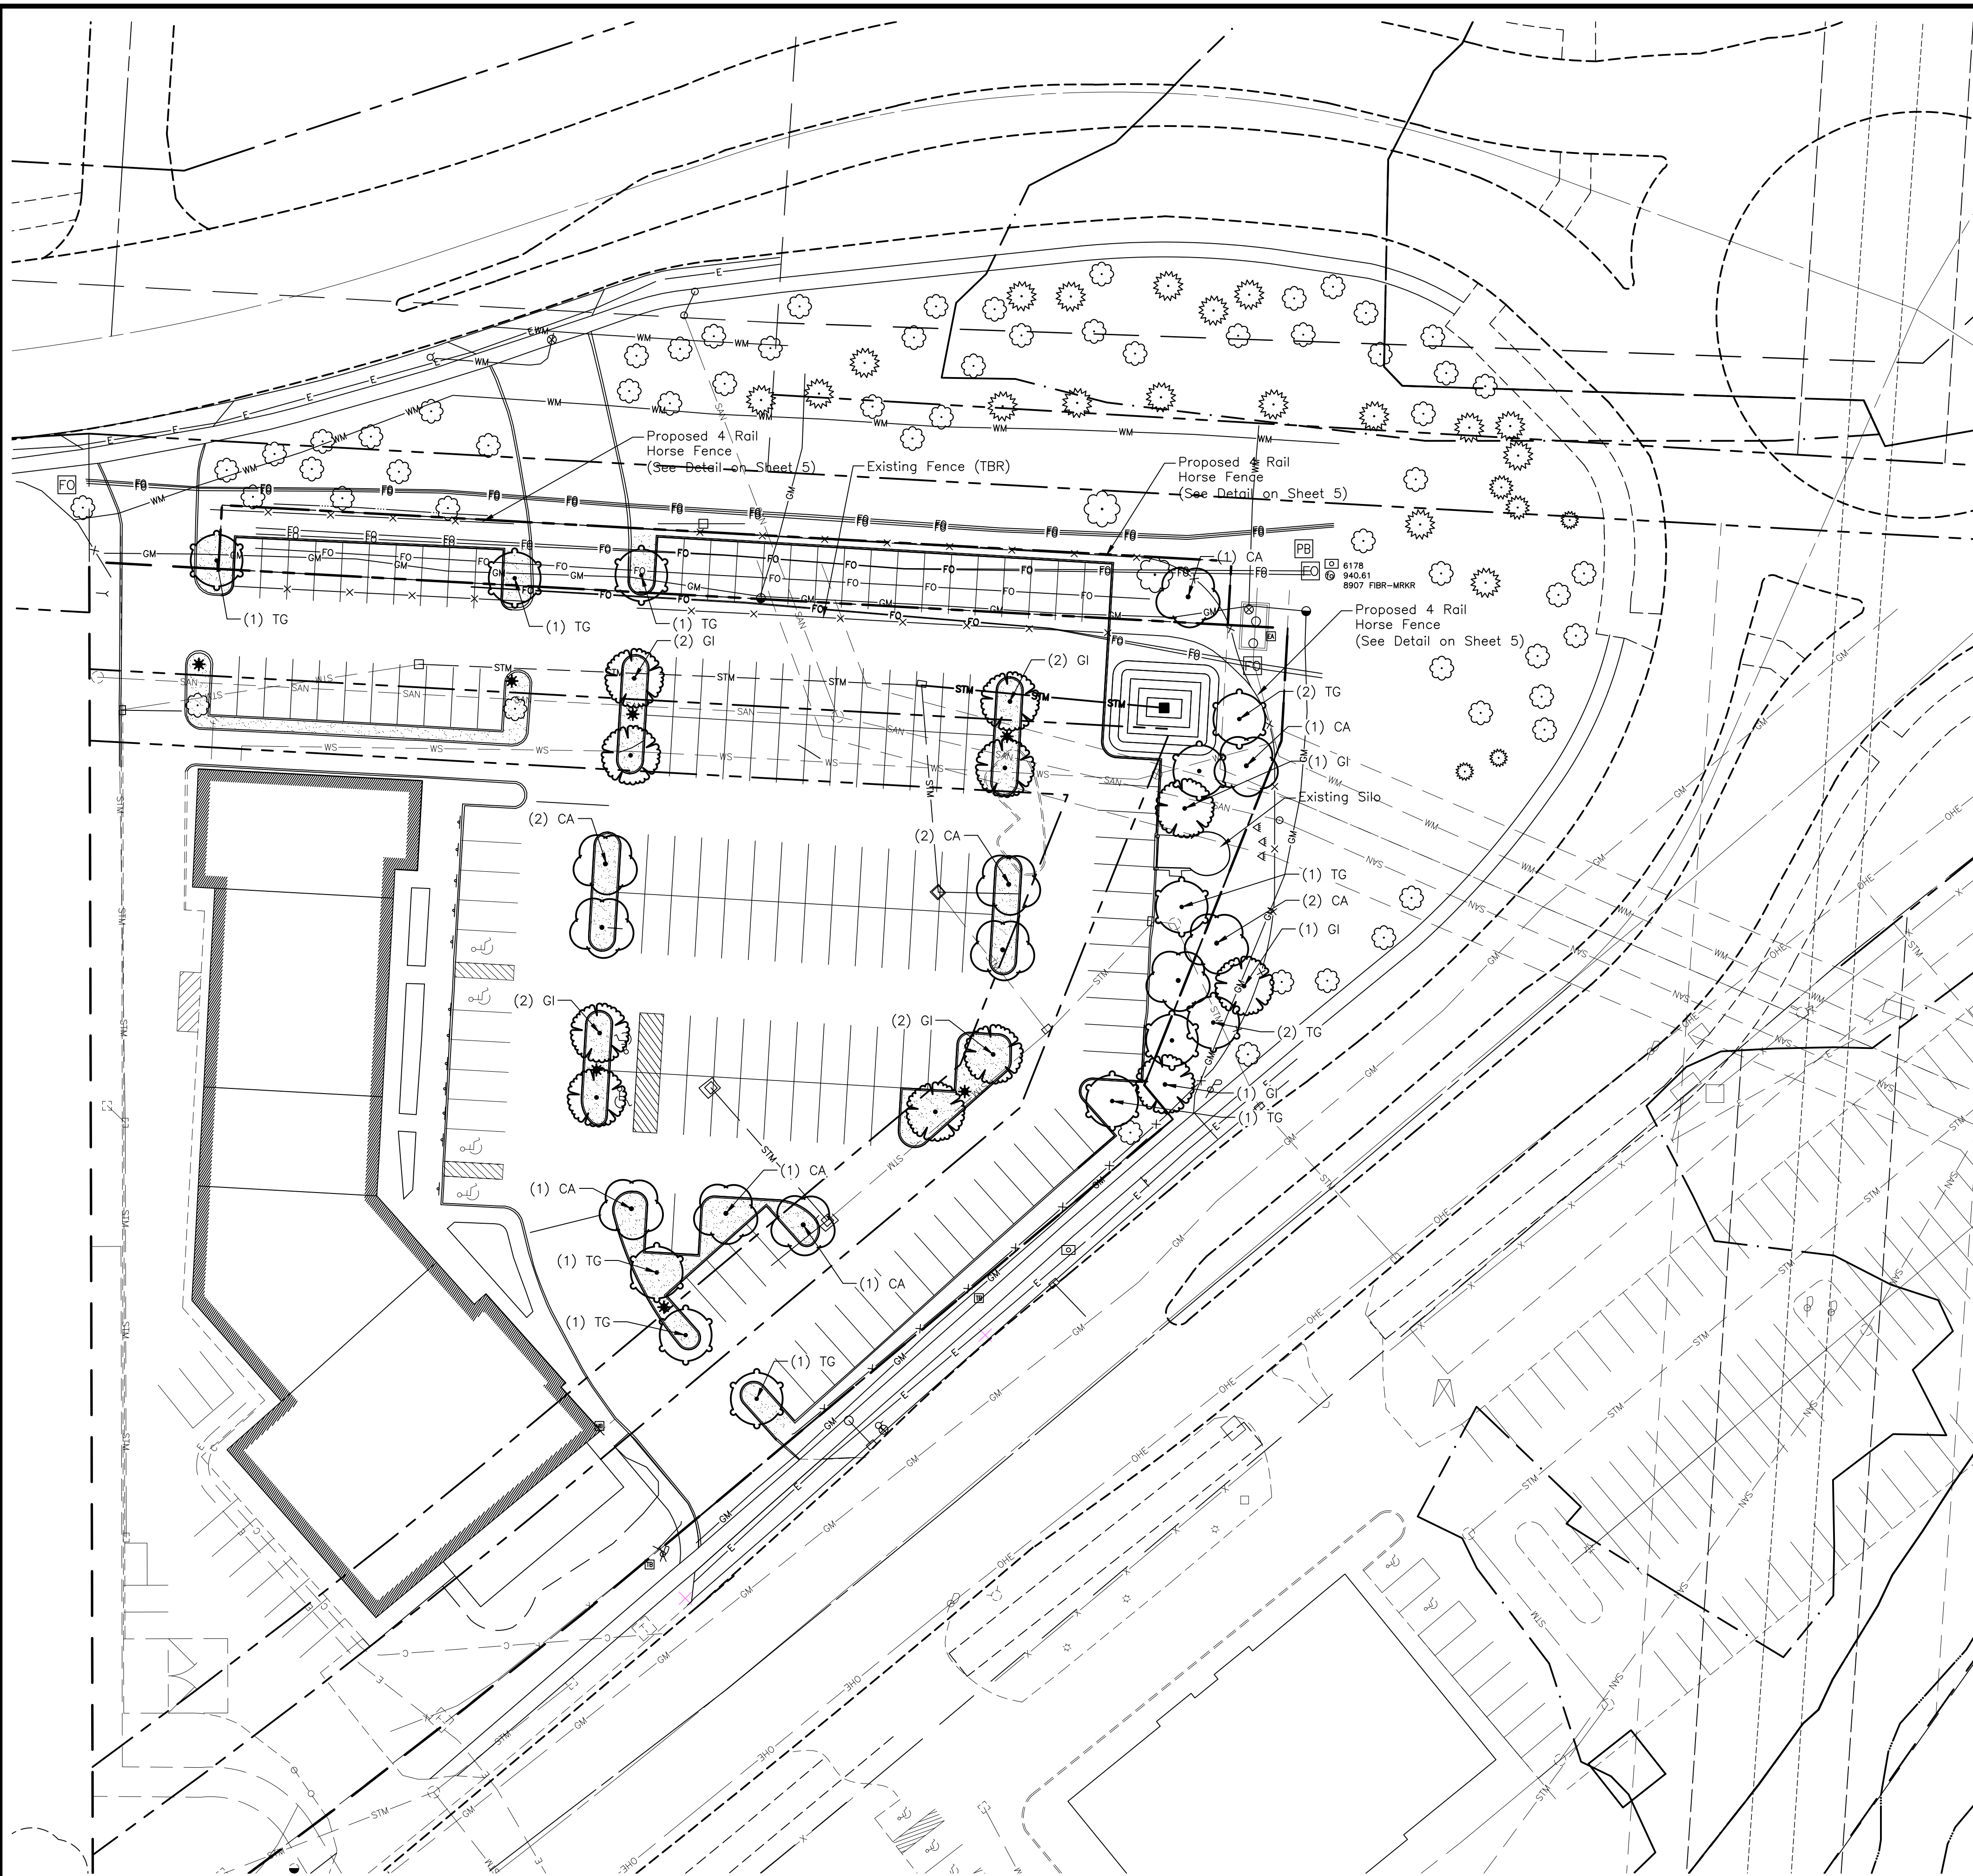 Proposed 4 Rail
Horse Fence
(See Detail on Sheet 5)
Existing Fence (TBR)
Proposed 4 Rail
Horse Fence
(See Detail on Sheet 5)
(1) CA
FO
PB
FO
6178
940.61
8907 FIBR-MRKR
Proposed 4 Rail
Horse Fence
(See Detail on Sheet 5)
EA
FO
(1) TG
(1) TG
(1) TG
(2) GI
(2) GI
(2) TG
(1) CA
(1) GI
Existing Silo
(2) CA
(2) CA
(1) TG
(2) CA
(1) GI
(2) GI
(2) GI
(2) TG
(1) GI
(1) TG
(1) CA
(1) CA
(1) TG
(1) CA
(1) TG
(1) TG
TB
TB
E
WM
GM
FO
STM
SAN
WS
OHE
X
C